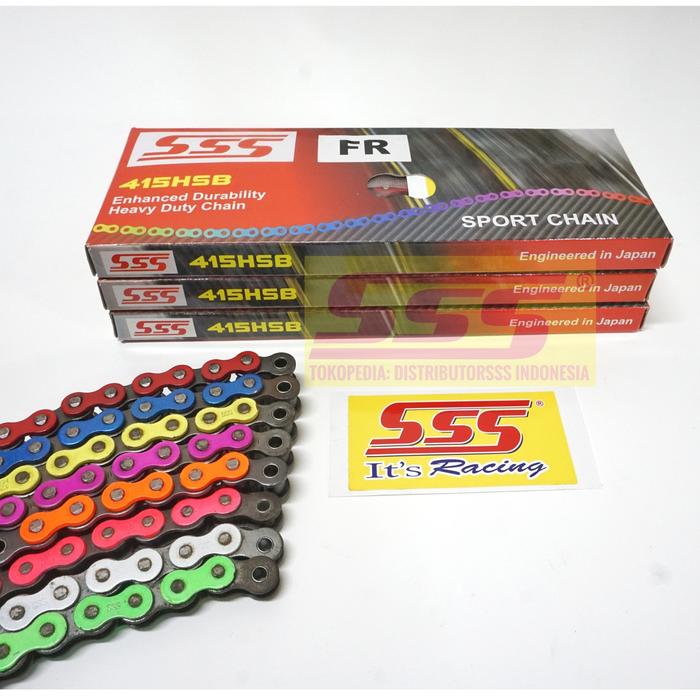 SSS
FR
415HSB
Enhanced Durability
Heavy Duty Chain
SPORT CHAIN
SSS 415HSB Engineered in Japan
SSS 415HSB Engineered in Japan
SSS 415HSB Engineered in Japan
SSS®
TOKOPEDIA: DISTRIBUTORSSS INDONESIA
SSS®
It's Racing